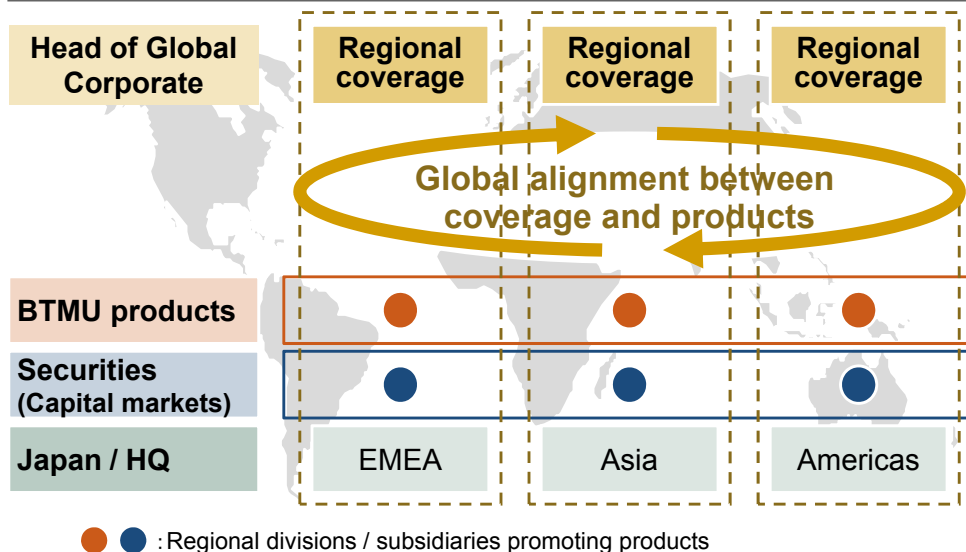 Head of Global
Corporate
Regional
coverage
Regional
coverage
Regional
coverage
Global alignment between
coverage and products
BTMU products
Securities
(Capital markets)
Japan / HQ
EMEA
Asia
Americas
: Regional divisions / subsidiaries promoting products